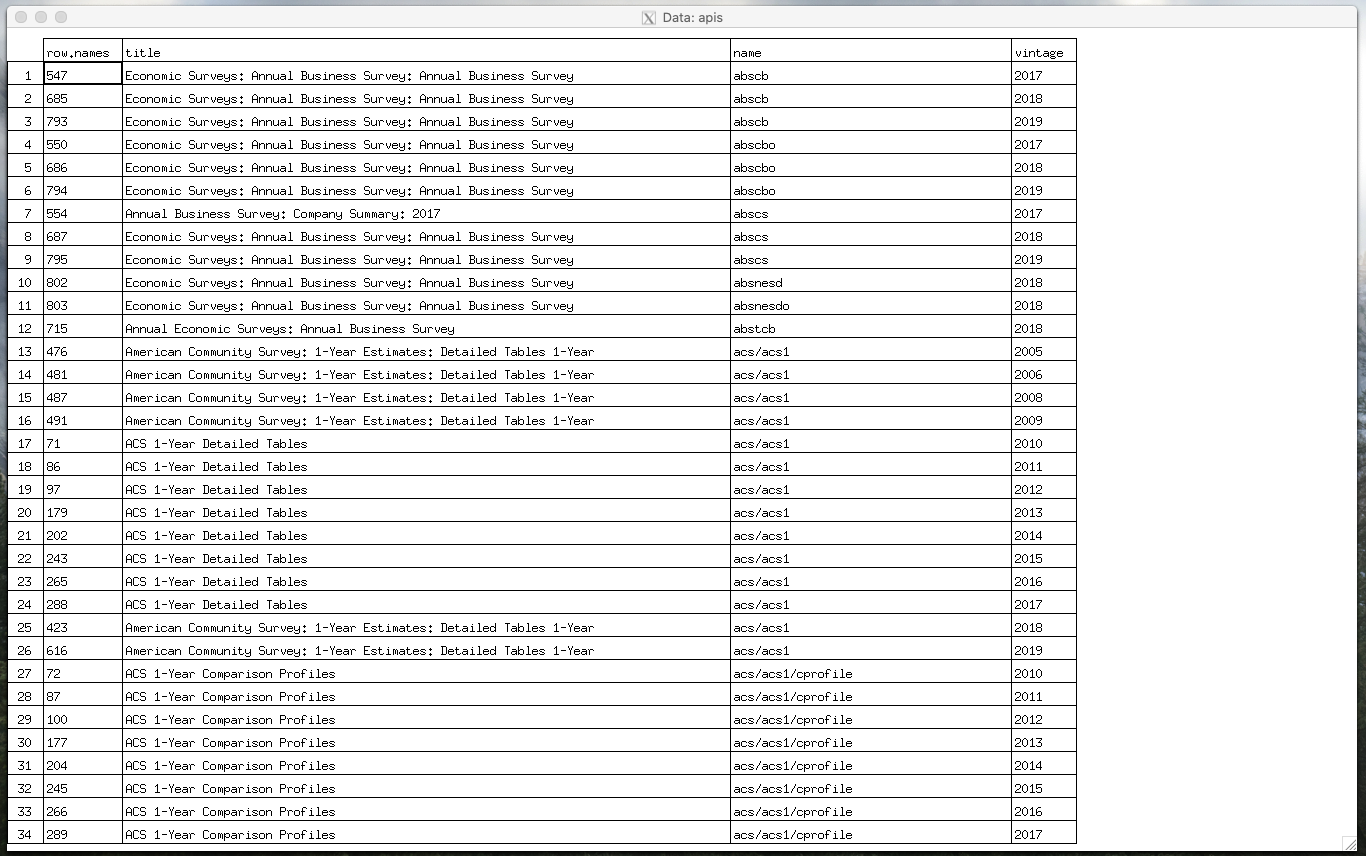 Data: apis
row.names title name vintage
1 547 Economic Surveys: Annual Business Survey: Annual Business Survey abscb 2017
2 685 Economic Surveys: Annual Business Survey: Annual Business Survey abscb 2018
3 793 Economic Surveys: Annual Business Survey: Annual Business Survey abscb 2019
4 550 Economic Surveys: Annual Business Survey: Annual Business Survey abscbo 2017
5 686 Economic Surveys: Annual Business Survey: Annual Business Survey abscbo 2018
6 794 Economic Surveys: Annual Business Survey: Annual Business Survey abscbo 2019
7 554 Annual Business Survey: Company Summary: 2017 abscs 2017
8 687 Economic Surveys: Annual Business Survey: Annual Business Survey abscs 2018
9 795 Economic Surveys: Annual Business Survey: Annual Business Survey abscs 2019
10 802 Economic Surveys: Annual Business Survey: Annual Business Survey absnesd 2018
11 803 Economic Surveys: Annual Business Survey: Annual Business Survey absnesdo 2018
12 715 Annual Economic Surveys: Annual Business Survey abstcb 2018
13 476 American Community Survey: 1-Year Estimates: Detailed Tables 1-Year acs/acs1 2005
14 481 American Community Survey: 1-Year Estimates: Detailed Tables 1-Year acs/acs1 2006
15 487 American Community Survey: 1-Year Estimates: Detailed Tables 1-Year acs/acs1 2008
16 491 American Community Survey: 1-Year Estimates: Detailed Tables 1-Year acs/acs1 2009
17 71 ACS 1-Year Detailed Tables acs/acs1 2010
18 86 ACS 1-Year Detailed Tables acs/acs1 2011
19 97 ACS 1-Year Detailed Tables acs/acs1 2012
20 179 ACS 1-Year Detailed Tables acs/acs1 2013
21 202 ACS 1-Year Detailed Tables acs/acs1 2014
22 243 ACS 1-Year Detailed Tables acs/acs1 2015
23 265 ACS 1-Year Detailed Tables acs/acs1 2016
24 288 ACS 1-Year Detailed Tables acs/acs1 2017
25 423 American Community Survey: 1-Year Estimates: Detailed Tables 1-Year acs/acs1 2018
26 616 American Community Survey: 1-Year Estimates: Detailed Tables 1-Year acs/acs1 2019
27 72 ACS 1-Year Comparison Profiles acs/acs1/cprofile 2010
28 87 ACS 1-Year Comparison Profiles acs/acs1/cprofile 2011
29 100 ACS 1-Year Comparison Profiles acs/acs1/cprofile 2012
30 177 ACS 1-Year Comparison Profiles acs/acs1/cprofile 2013
31 204 ACS 1-Year Comparison Profiles acs/acs1/cprofile 2014
32 245 ACS 1-Year Comparison Profiles acs/acs1/cprofile 2015
33 266 ACS 1-Year Comparison Profiles acs/acs1/cprofile 2016
34 289 ACS 1-Year Comparison Profiles acs/acs1/cprofile 2017